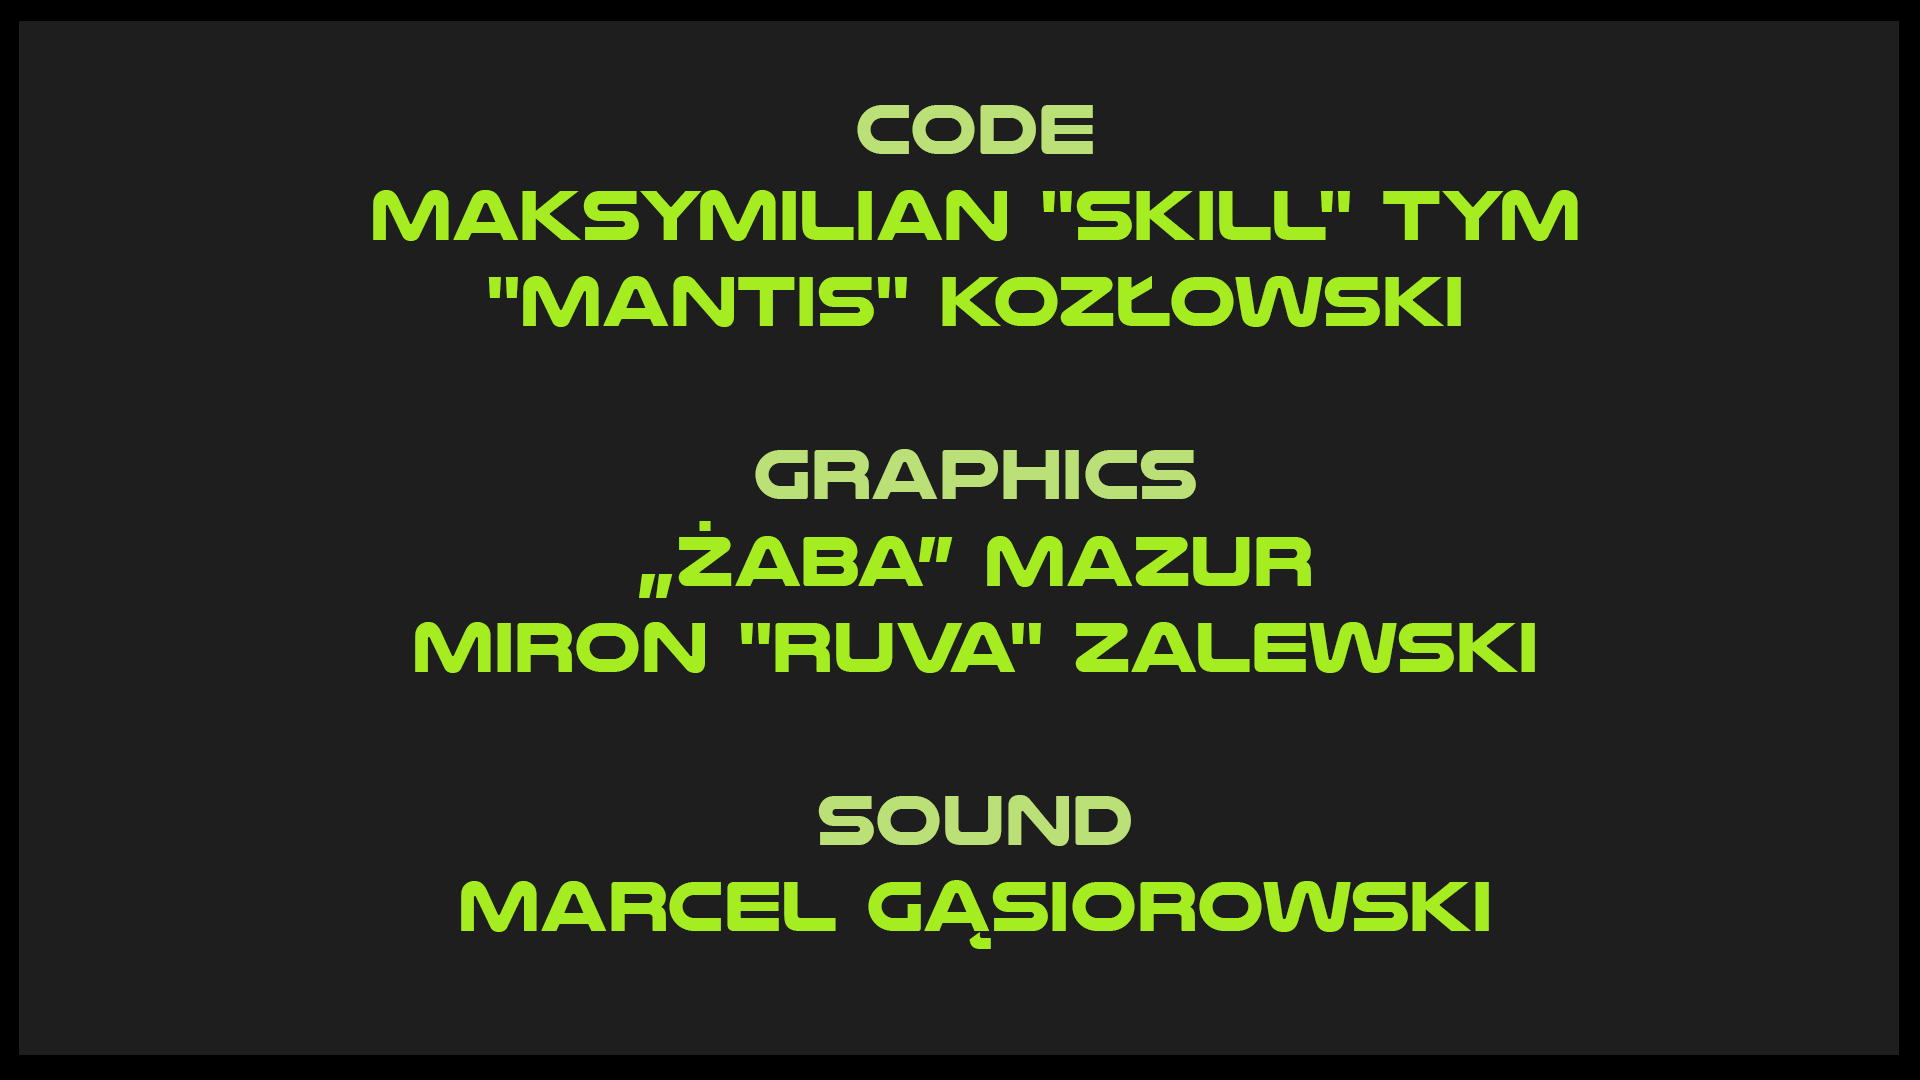 CODE
MAKSYMILIAN "SKILL" TYM
"MANTIS" KOZŁOWSKI
GRAPHICS
„ŻABA” MAZUR
MIRON "RUVA" ZALEWSKI
SOUND
MARCEL GĄSIOROWSKI